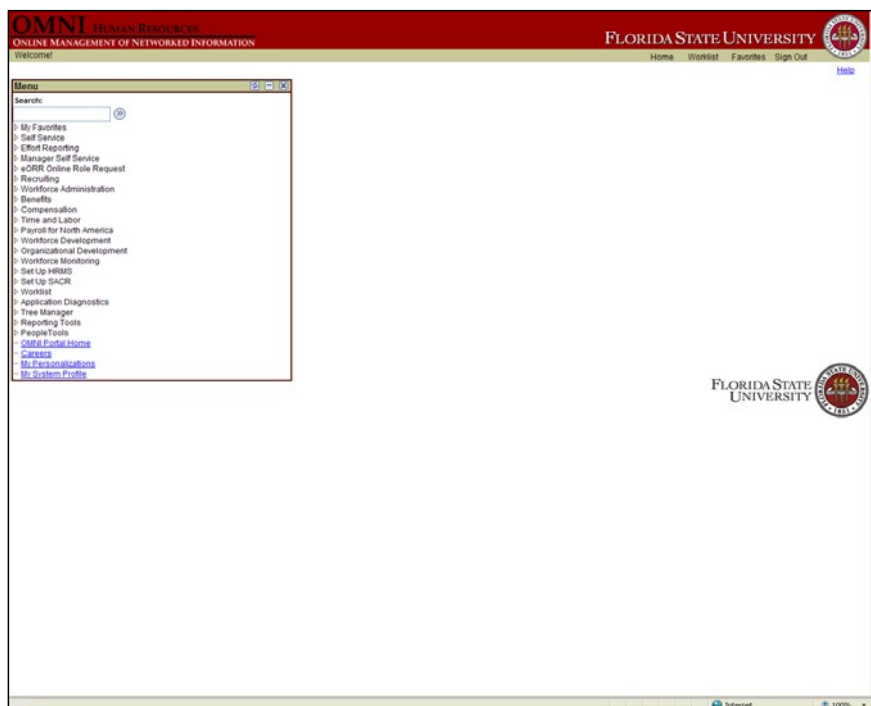 OMNI HUMAN RESOURCES
ONLINE MANAGEMENT OF NETWORKED INFORMATION
FLORIDA STATE UNIVERSITY
Welcome!
Home Worklist Favorites Sign Out
Help
Menu
Search:
My Favorites
Self Service
Effort Reporting
Manager Self Service
eORR Online Role Request
Recruiting
Workforce Administration
Benefits
Compensation
Time and Labor
Payroll for North America
Workforce Development
Organizational Development
Workforce Monitoring
Set Up HRMS
Set Up SACR
Worklist
Application Diagnostics
Tree Manager
Reporting Tools
PeopleTools
OMNI Portal Home
Careers
My Personalizations
My System Profile
FLORIDA STATE
UNIVERSITY
Internet 100%